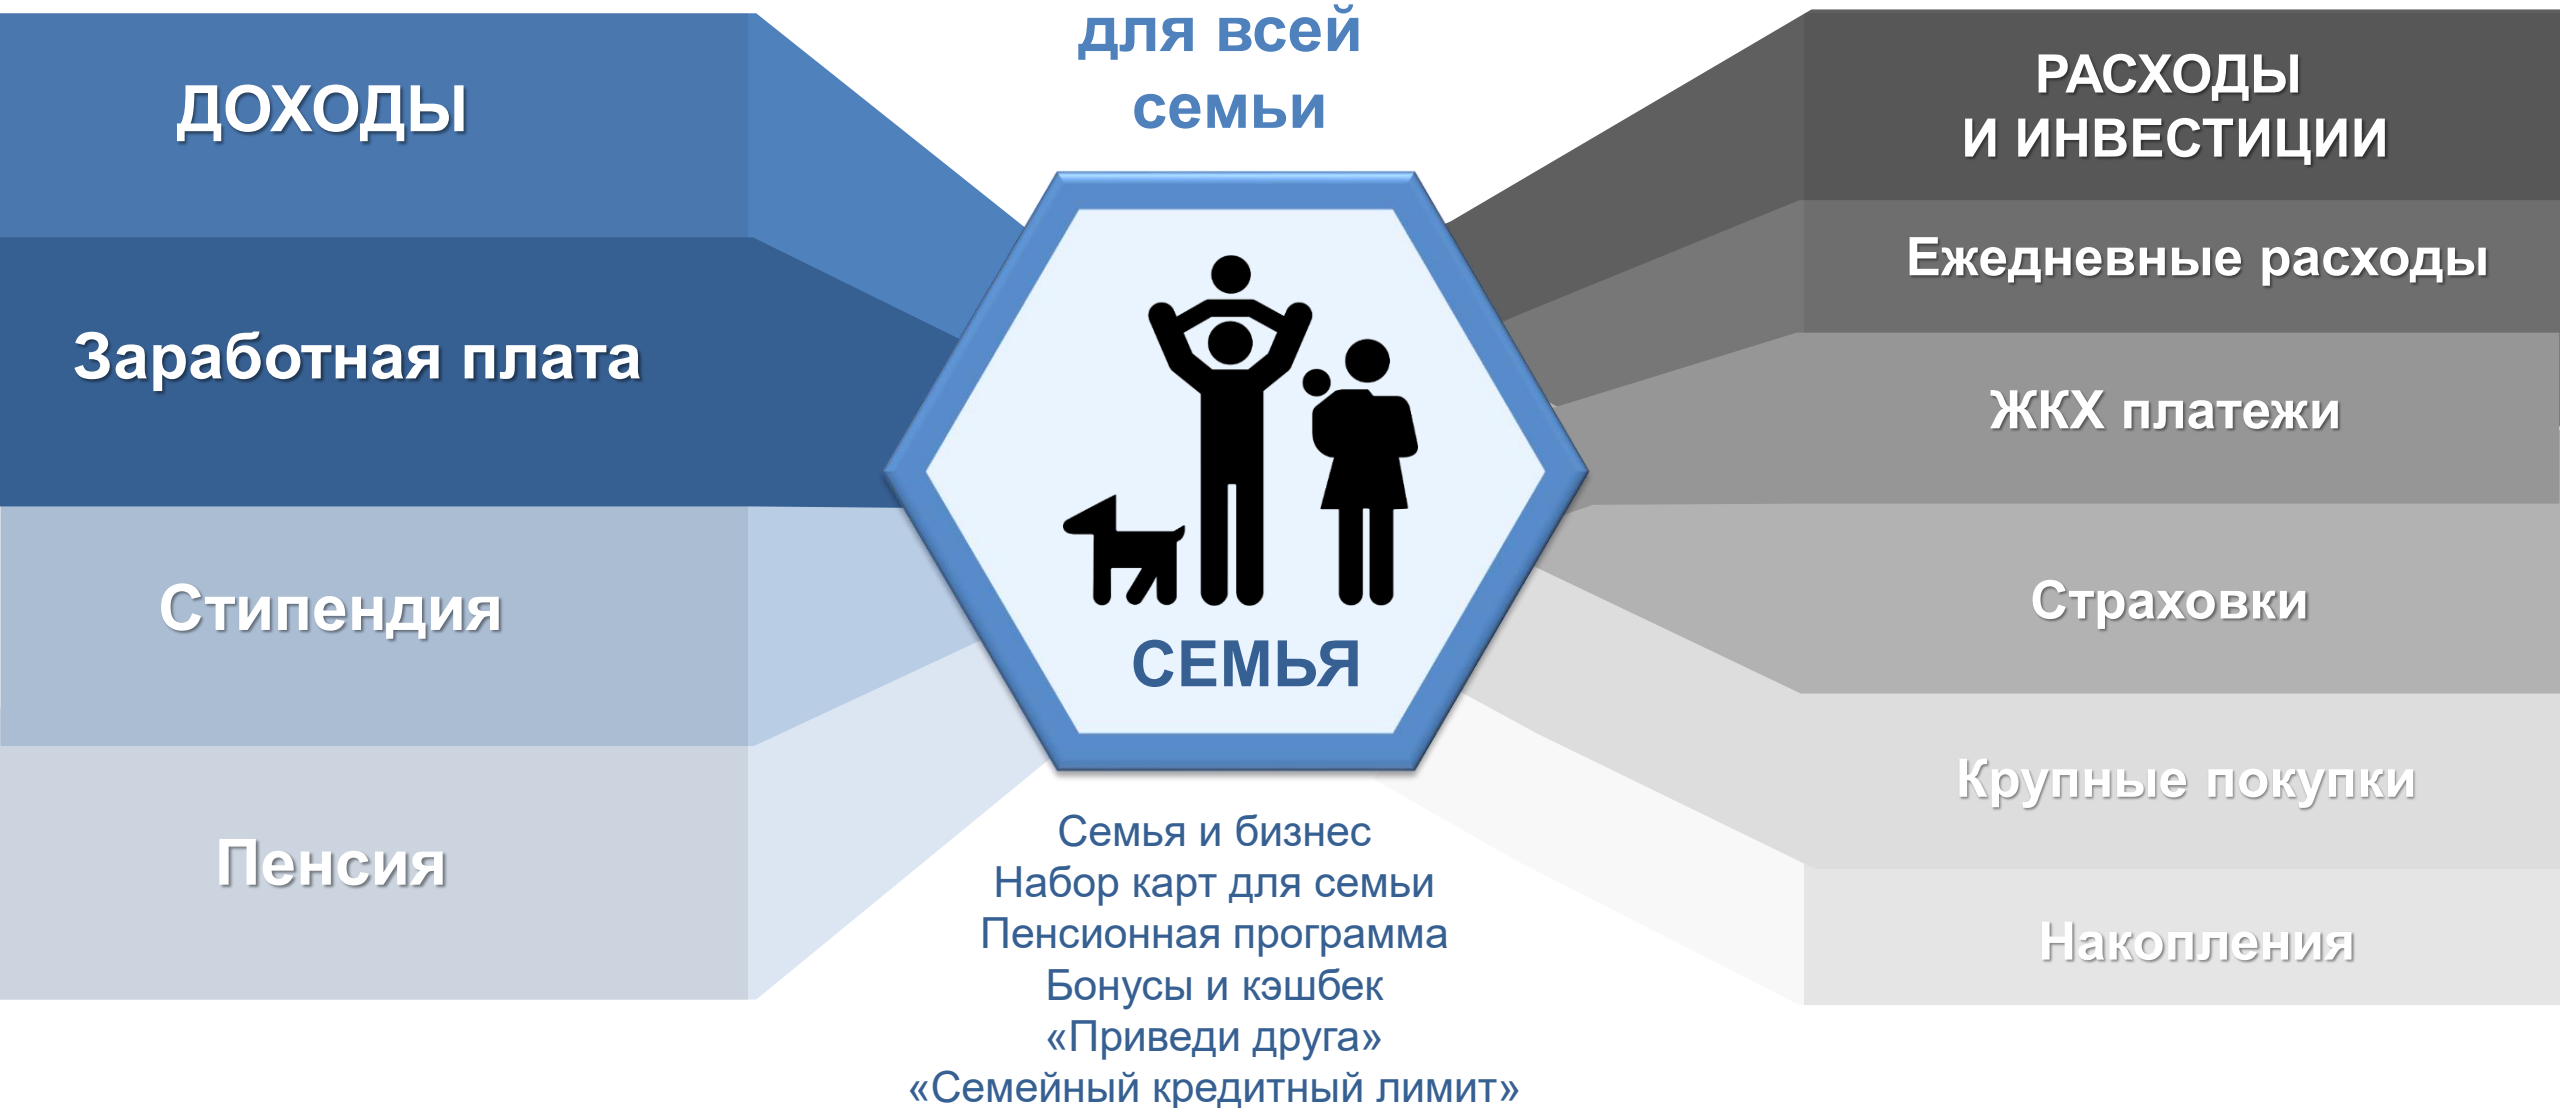 для всей
семьи
ДОХОДЫ
Заработная плата
Стипендия
Пенсия
СЕМЬЯ
Семья и бизнес
Набор карт для семьи
Пенсионная программа
Бонусы и кэшбек
«Приведи друга»
«Семейный кредитный лимит»
РАСХОДЫ
И ИНВЕСТИЦИИ
Ежедневные расходы
ЖКХ платежи
Страховки
Крупные покупки
Накопления